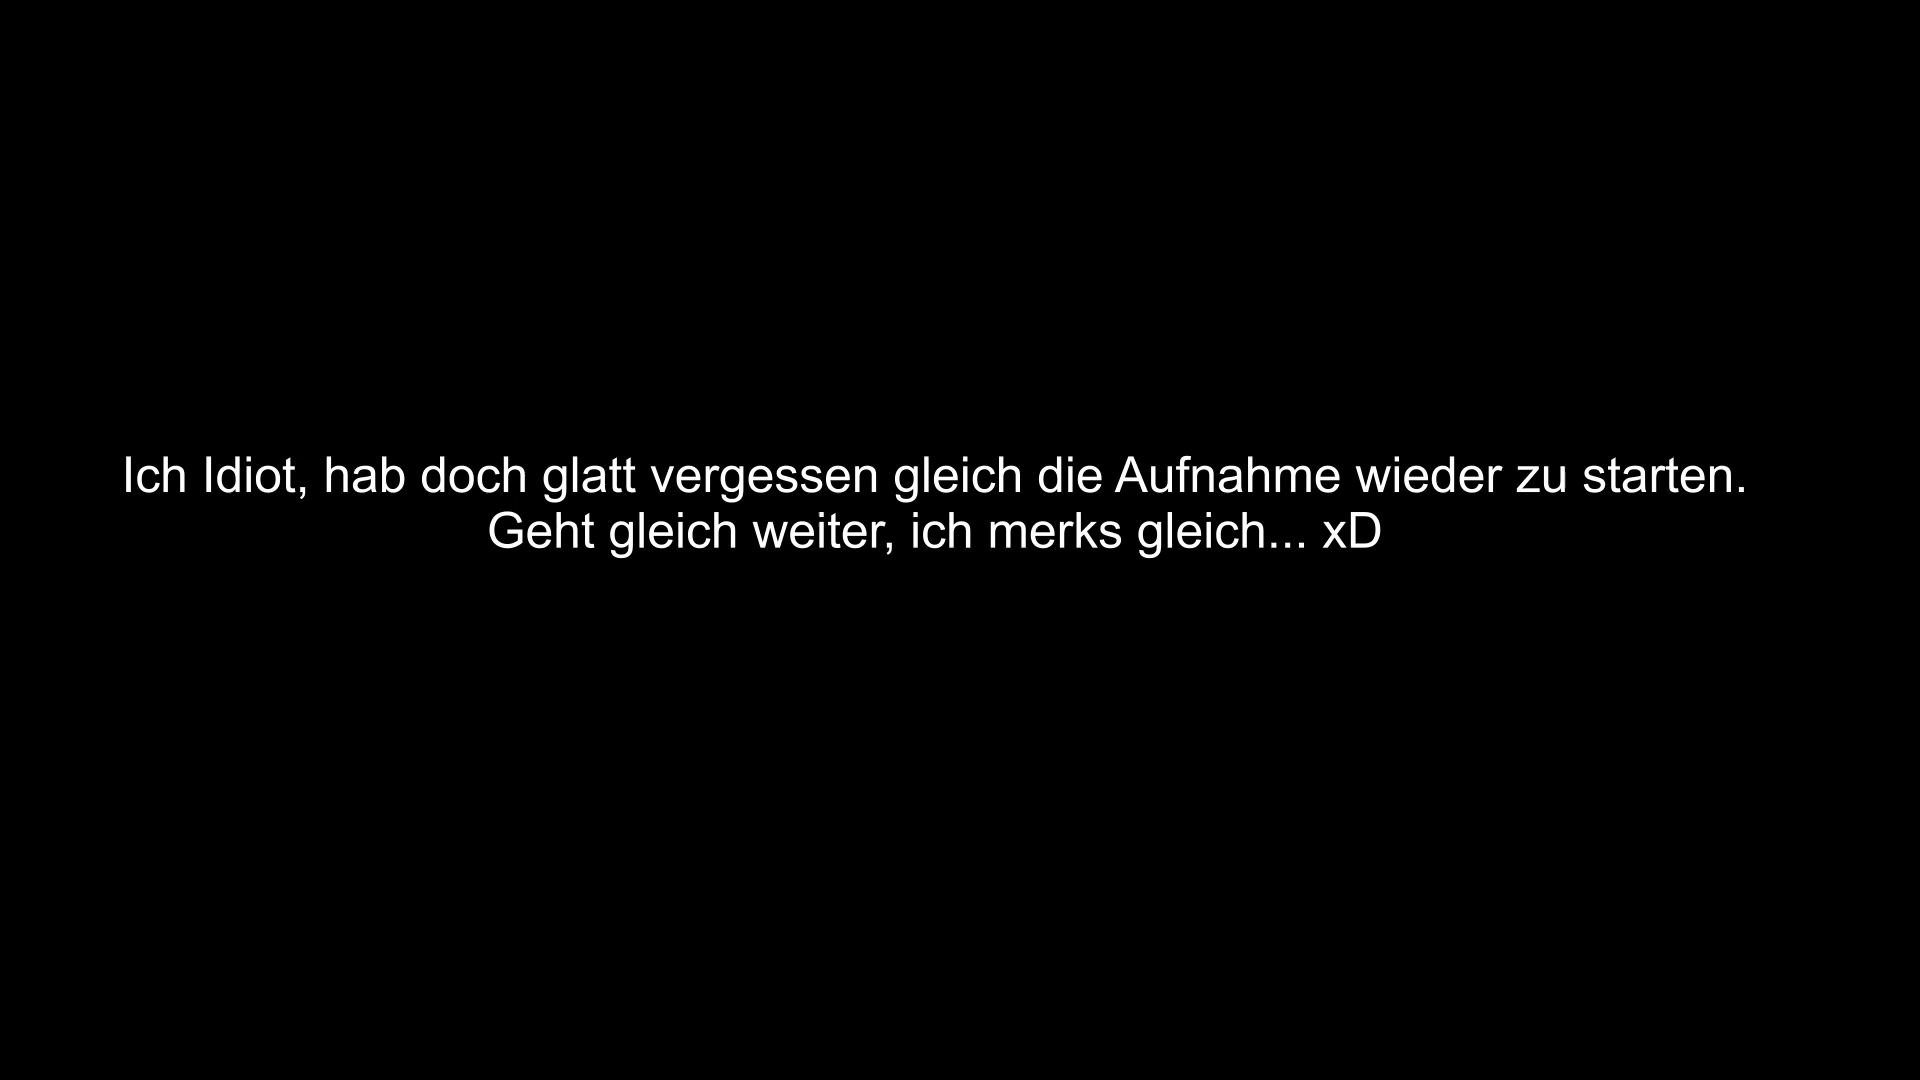 Ich Idiot, hab doch glatt vergessen gleich die Aufnahme wieder zu starten.
Geht gleich weiter, ich merks gleich... xD